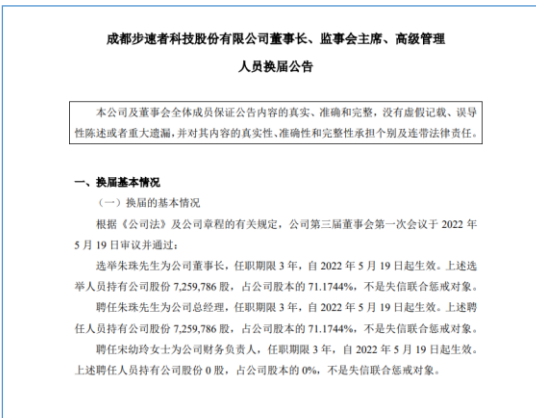 成都步速者科技股份有限公司董事长、监事会主席、高级管理
人员换届公告
本公司及董事会全体成员保证公告内容的真实、准确和完整，没有虚假记载、误导
性陈述或者重大遗漏，并对其内容的真实性、准确性和完整性承担个别及连带法律责任。
一、换届基本情况
（一）换届的基本情况
根据《公司法》及公司章程的有关规定，公司第三届董事会第一次会议于 2022 年
5 月 19 日审议并通过：
选举朱珠先生为公司董事长，任职期限 3 年，自 2022 年 5 月 19 日起生效。上述选
举人员持有公司股份 7,259,786 股，占公司股本的 71.1744%，不是失信联合惩戒对象。
聘任朱珠先生为公司总经理，任职期限 3 年，自 2022 年 5 月 19 日起生效。上述聘
任人员持有公司股份 7,259,786 股，占公司股本的 71.1744%，不是失信联合惩戒对象。
聘任宋幼玲女士为公司财务负责人，任职期限 3 年，自 2022 年 5 月 19 日起生效。
上述聘任人员持有公司股份 0 股，占公司股本的 0%，不是失信联合惩戒对象。